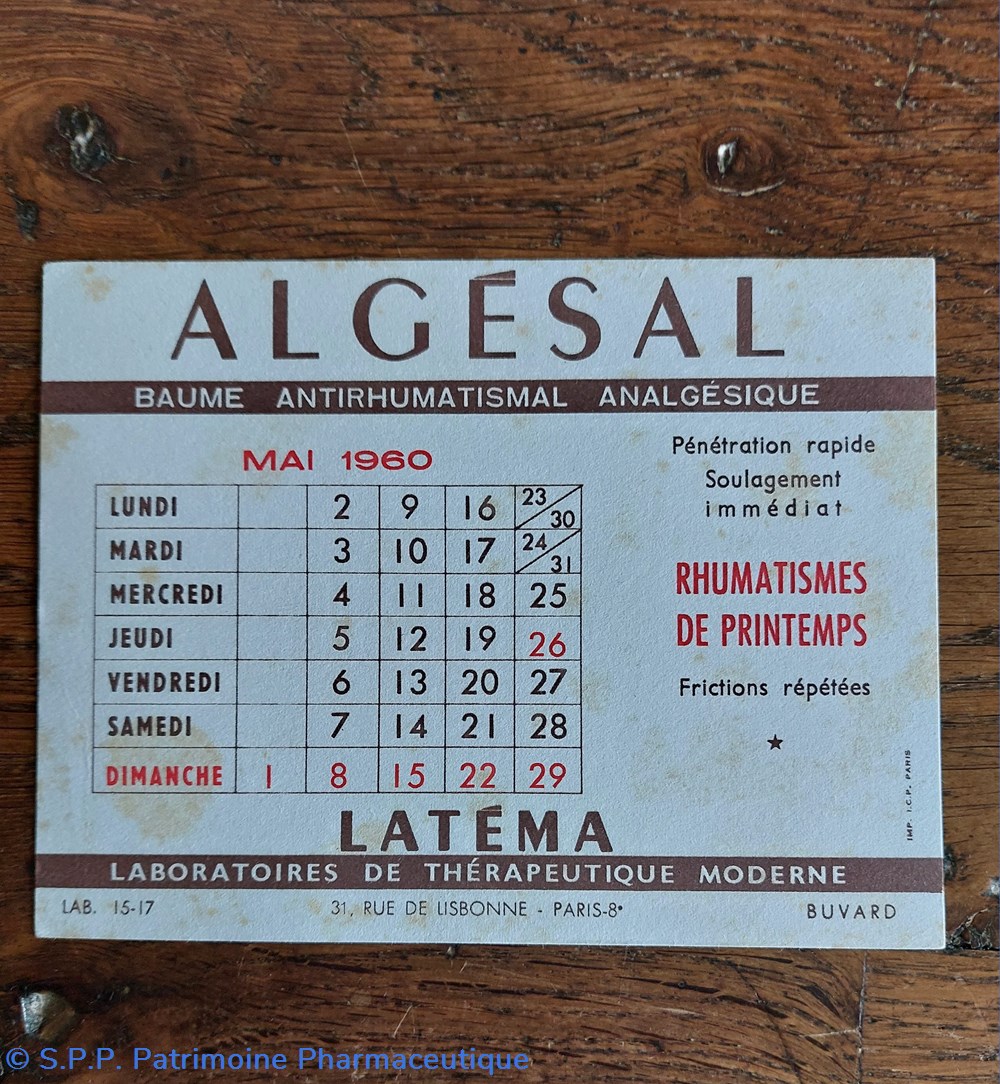 ALGÉSAL
BAUME ANTIRHUMATISMAL ANALGÉSIQUE
MAI 1960
LUNDI 2 9 16 23/30
MARDI 3 10 17 24/31
MERCREDI 4 11 18 25
JEUDI 5 12 19 26
VENDREDI 6 13 20 27
SAMEDI 7 14 21 28
DIMANCHE 1 8 15 22 29
Pénétration rapide
Soulagement
immédiat
RHUMATISMES
DE PRINTEMPS
Frictions répétées
IMP. I.C.P. PARIS
LATÉMA
LABORATOIRES DE THÉRAPEUTIQUE MODERNE
LAB. 15-17
31, RUE DE LISBONNE - PARIS-8ᵉ
BUVARD
© S.P.P. Patrimoine Pharmaceutique